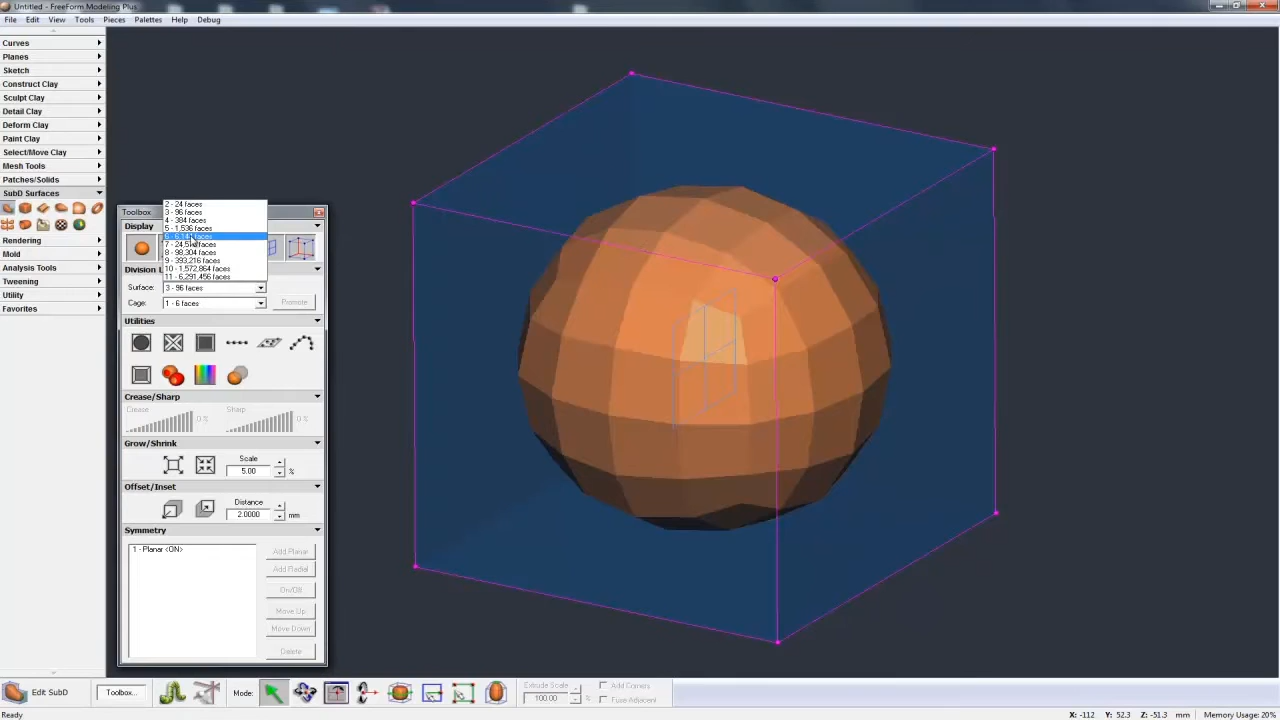 Untitled - FreeForm Modeling Plus
File Edit View Tools Pieces Palettes Help Debug
Curves
Planes
Sketch
Construct Clay
Sculpt Clay
Detail Clay
Deform Clay
Paint Clay
Select/Move Clay
Mesh Tools
Patches/Solids
SubD Surfaces
Rendering
Mold
Analysis Tools
Tweening
Utility
Favorites
Toolbox
Display
2 - 24 faces
3 - 96 faces
4 - 384 faces
5 - 1,536 faces
7 - 24,576 faces
8 - 98,304 faces
9 - 393,216 faces
10 - 1,572,864 faces
11 - 6,291,456 faces
Division L
Surface: 3 - 96 faces
Cage: 1 - 6 faces Promote
Utilities
Crease/Sharp
Crease 0 % Sharp 0 %
Grow/Shrink
Scale
5.00 %
Offset/Inset
Distance
2.0000 mm
Symmetry
1 - Planar <ON>
Add Planar
Add Radial
On/Off
Move Up
Move Down
Delete
Edit SubD Toolbox... Mode: Extrude Scale 100.00 % Add Corners Fuse Adjacent
Ready X: -112 Y: 52.3 Z: -51.3 mm Memory Usage: 20%